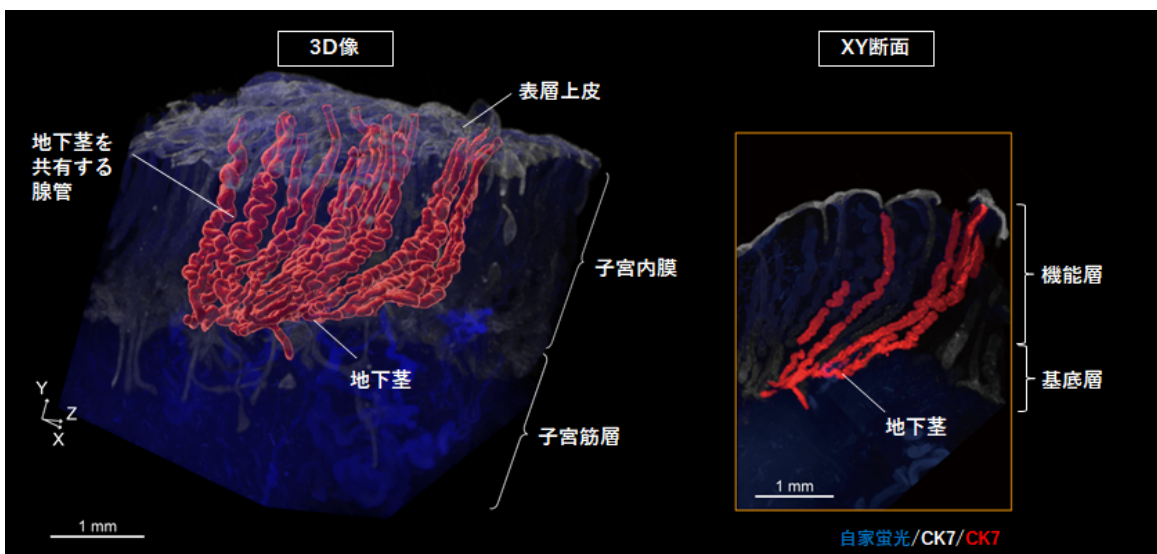 3D像
XY断面
表層上皮
地下茎を
共有する
腺管
子宮内膜
機能層
地下茎
基底層
地下茎
子宮筋層
Y
Z
X
1 mm
1 mm
自家蛍光/CK7/CK7